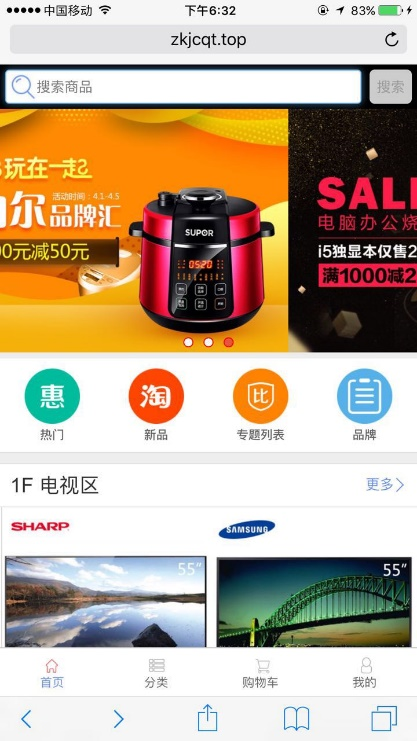 中国移动 下午6:32 83%
zkjcqt.top
搜索商品 搜索
玩在一起
尔品牌汇 活动时间：4.1-4.5
00元减50元
SUPOR
0520
SALE
电脑办公烧
i5独显本仅售2
满1000减2
惠 淘 比
热门 新品 专题列表 品牌
1F 电视区 更多
SHARP SAMSUNG
55" 55"
首页 分类 购物车 我的